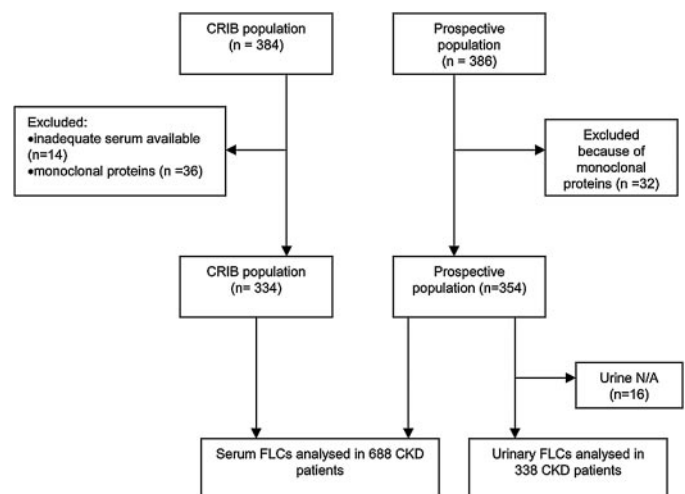 CRIB population
(n = 384)
Prospective
population
(n = 386)
Excluded:
•inadequate serum available
(n=14)
•monoclonal proteins (n =36)
Excluded
because of
monoclonal
proteins (n =32)
CRIB population
(n= 334)
Prospective
population (n=354)
Urine N/A
(n=16)
Serum FLCs analysed in 688 CKD
patients
Urinary FLCs analysed in
338 CKD patients